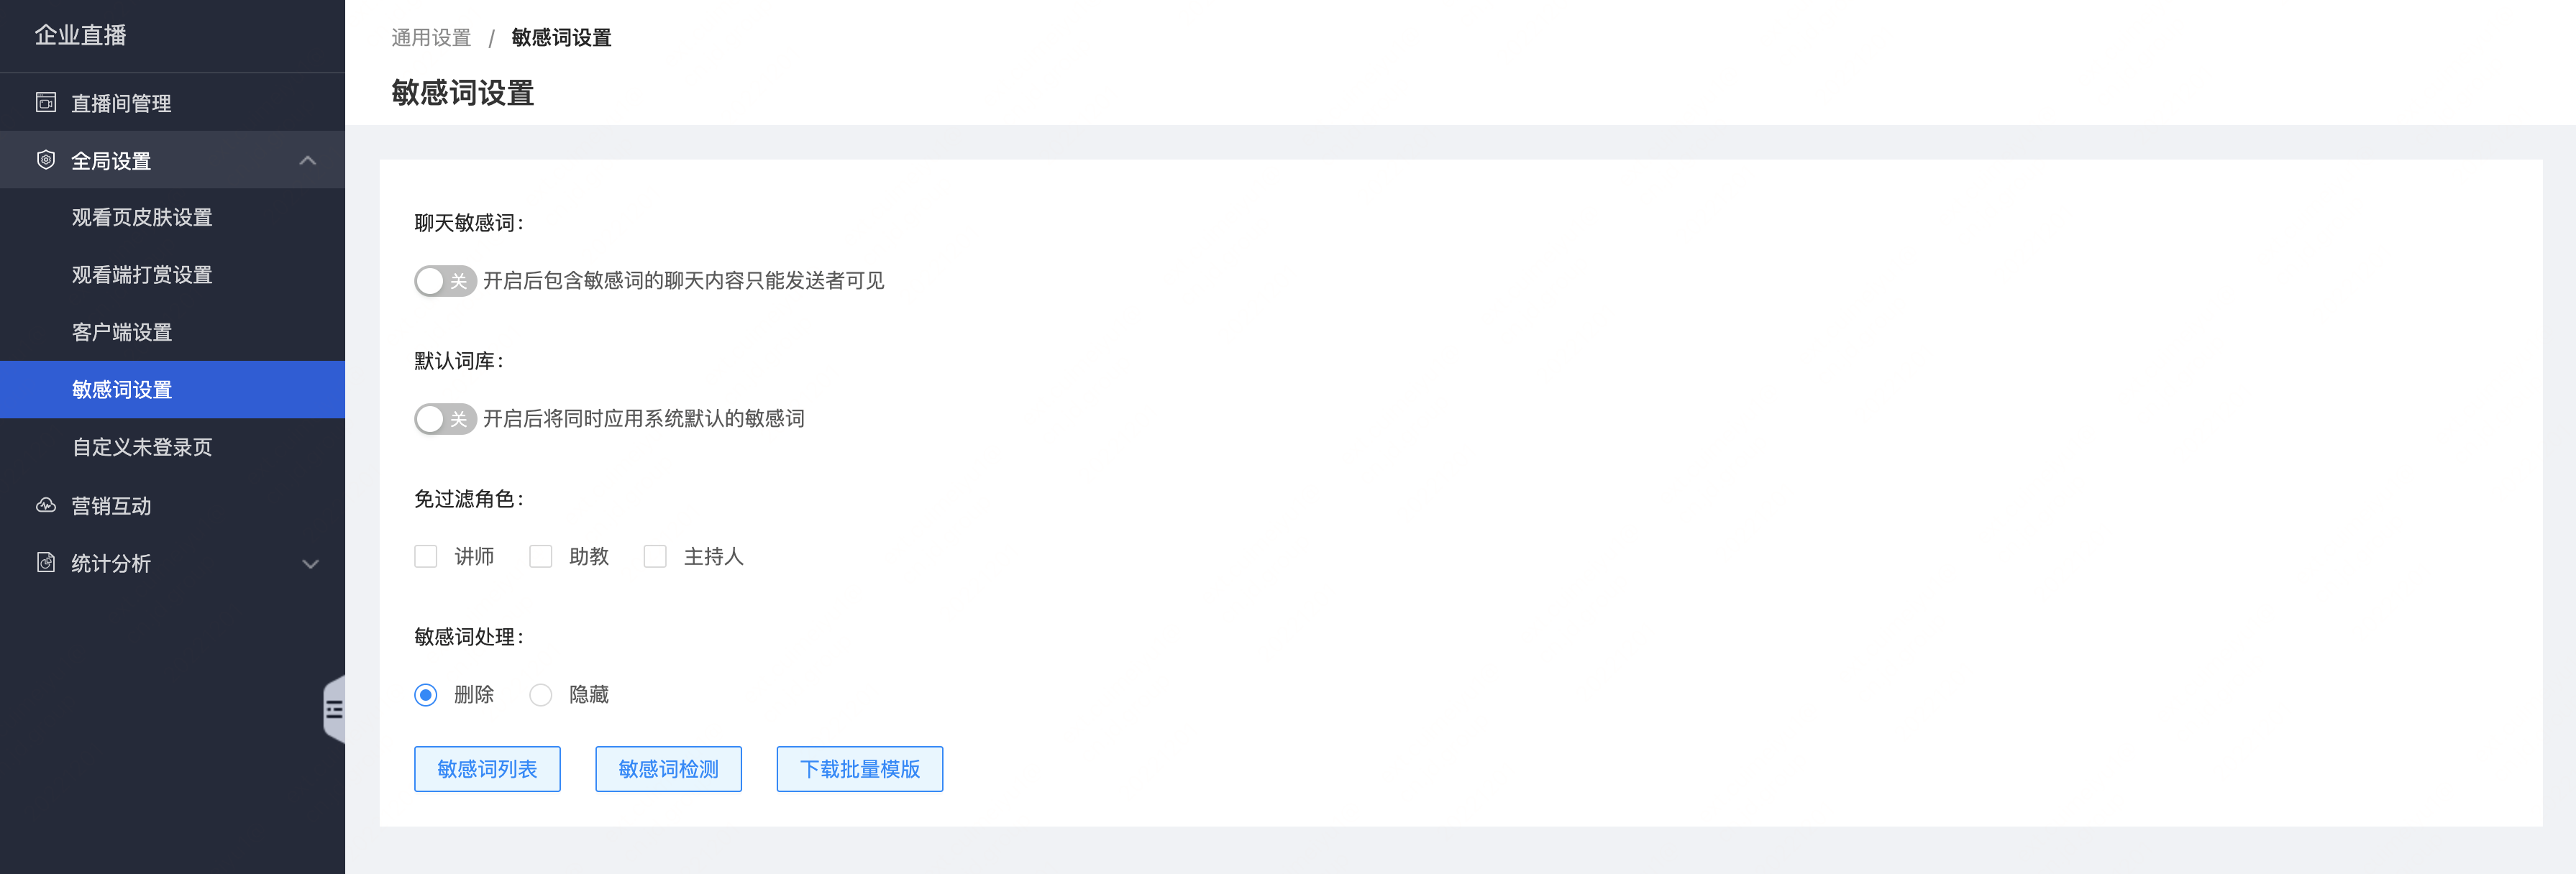 企业直播
直播间管理
全局设置
观看页皮肤设置
观看端打赏设置
客户端设置
敏感词设置
自定义未登录页
营销互动
统计分析
通用设置 / 敏感词设置
敏感词设置
聊天敏感词：
关 开启后包含敏感词的聊天内容只能发送者可见
默认词库：
关 开启后将同时应用系统默认的敏感词
免过滤角色：
讲师 助教 主持人
敏感词处理：
删除 隐藏
敏感词列表 敏感词检测 下载批量模版